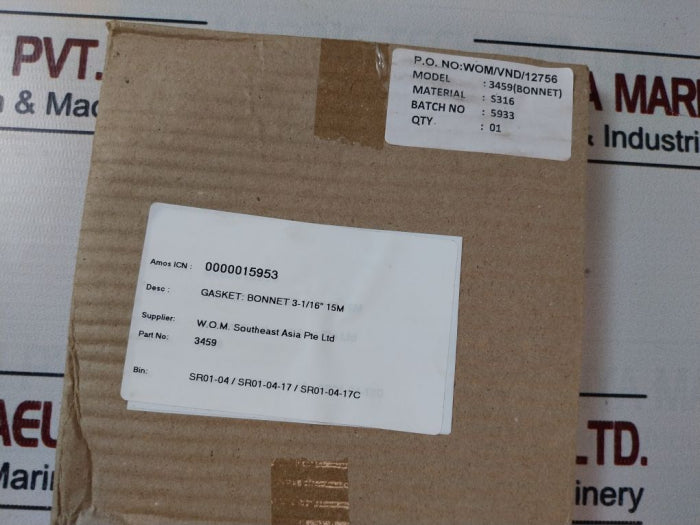 PVT.
& Mac
P.O. NO:WOM/VND/12756
MODEL : 3459(BONNET)
MATERIAL : S316
BATCH NO : 5933
QTY : 01
MAR
& Industri
Amos ICN : 0000015953
Desc : GASKET: BONNET 3-1/16" 15M
Supplier: W.O.M. Southeast Asia Pte Ltd
Part No: 3459
Bin: SR01-04 / SR01-04-17 / SR01-04-17C
AEU
Marin
LTD.
inery